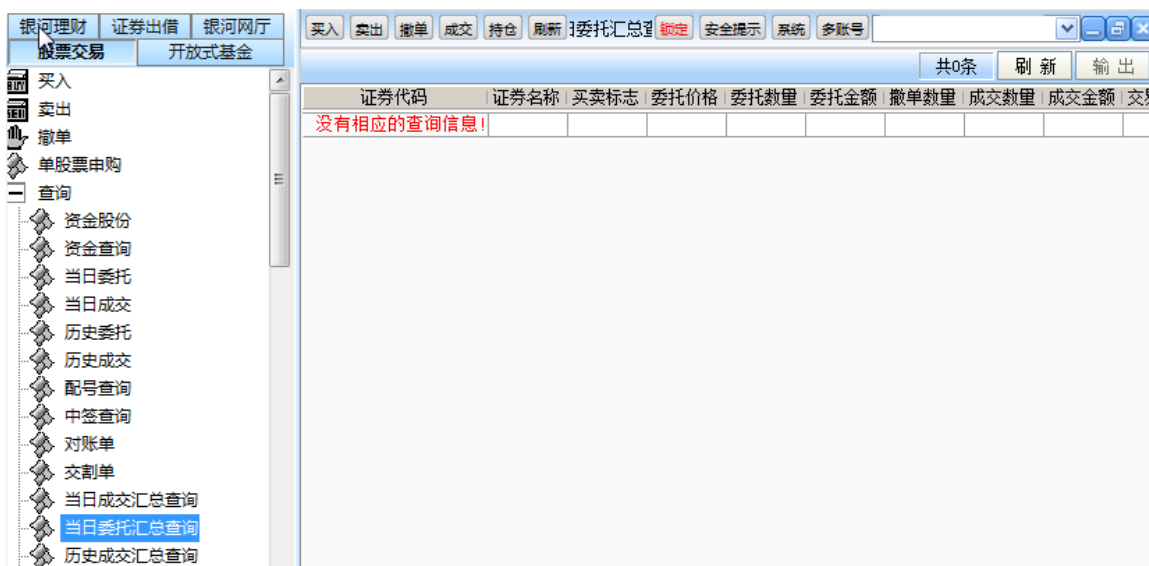 银河理财 证券出借 银河网厅
股票交易 开放式基金
买入
卖出
撤单
单股票申购
查询
资金股份
资金查询
当日委托
当日成交
历史委托
历史成交
配号查询
中签查询
对账单
交割单
当日成交汇总查询
当日委托汇总查询
历史成交汇总查询
买入 卖出 撤单 成交 持仓 刷新 委托汇总 锁定 安全提示 系统 多账号
共0条 刷 新 输 出
证券代码 证券名称 买卖标志 委托价格 委托数量 委托金额 撤单数量 成交数量 成交金额 交
没有相应的查询信息!